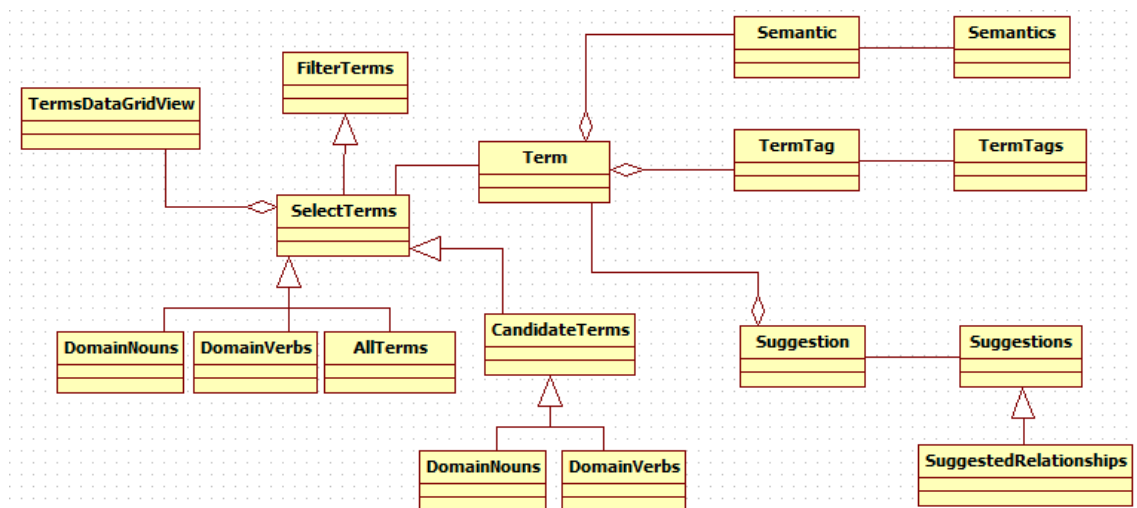 Semantic
Semantics
FilterTerms
TermsDataGridView
Term
TermTag
TermTags
SelectTerms
CandidateTerms
DomainNouns
DomainVerbs
AllTerms
Suggestion
Suggestions
DomainNouns
DomainVerbs
SuggestedRelationships